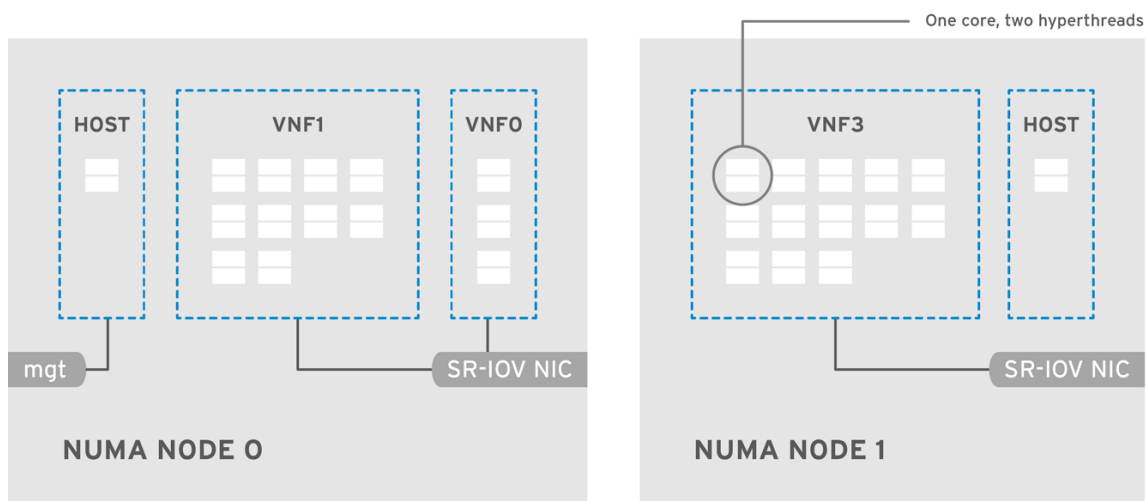 One core, two hyperthreads
HOST
VNF1
VNF0
VNF3
HOST
mgt
SR-IOV NIC
SR-IOV NIC
NUMA NODE 0
NUMA NODE 1